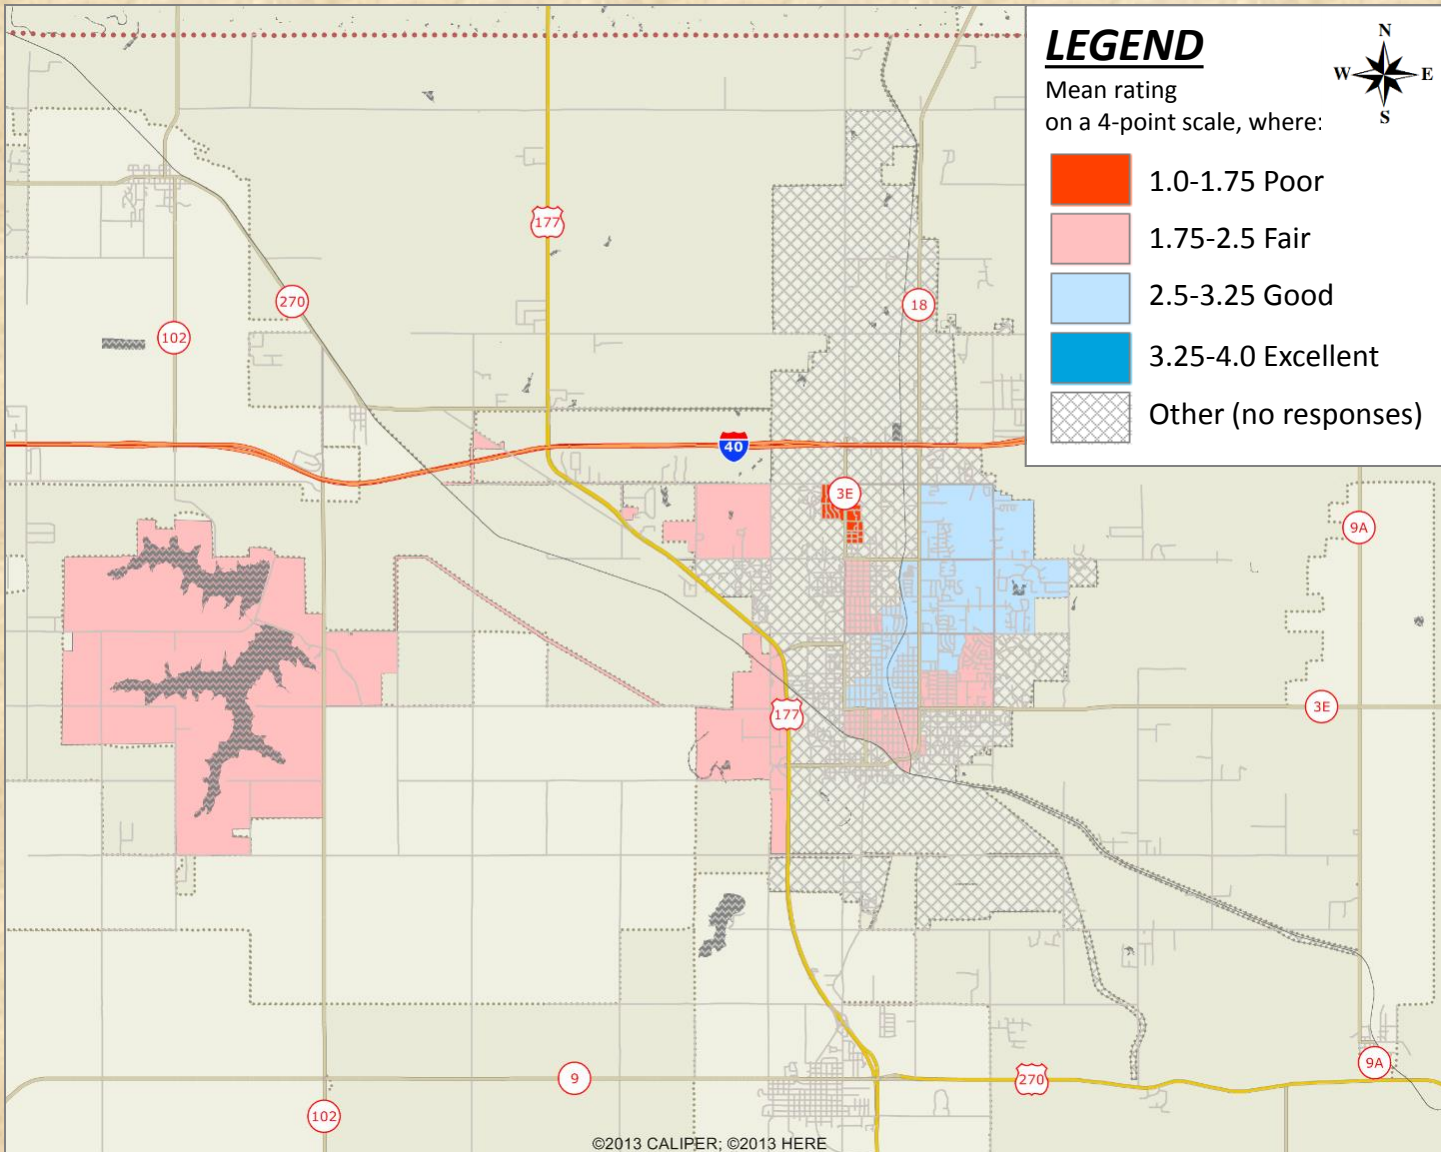 LEGEND
Mean rating
on a 4-point scale, where:
N
W E
S
1.0-1.75 Poor
1.75-2.5 Fair
2.5-3.25 Good
3.25-4.0 Excellent
Other (no responses)
177
270
18
102
40
3E
9A
3E
177
9A
9
270
102
©2013 CALIPER; ©2013 HERE